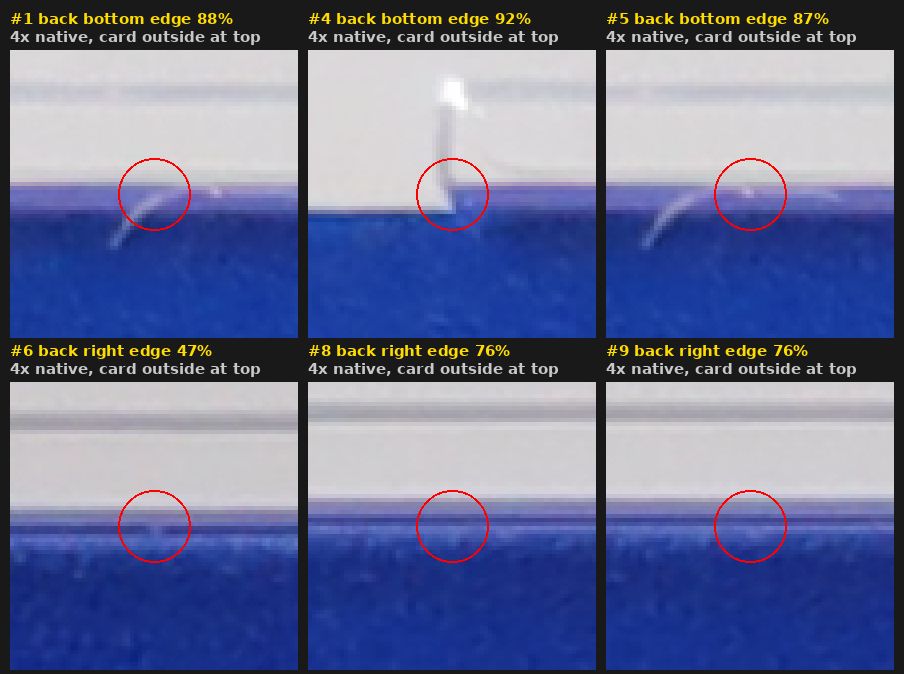 #1 back bottom edge 88%
4x native, card outside at top
#4 back bottom edge 92%
4x native, card outside at top
#5 back bottom edge 87%
4x native, card outside at top
#6 back right edge 47%
4x native, card outside at top
#8 back right edge 76%
4x native, card outside at top
#9 back right edge 76%
4x native, card outside at top